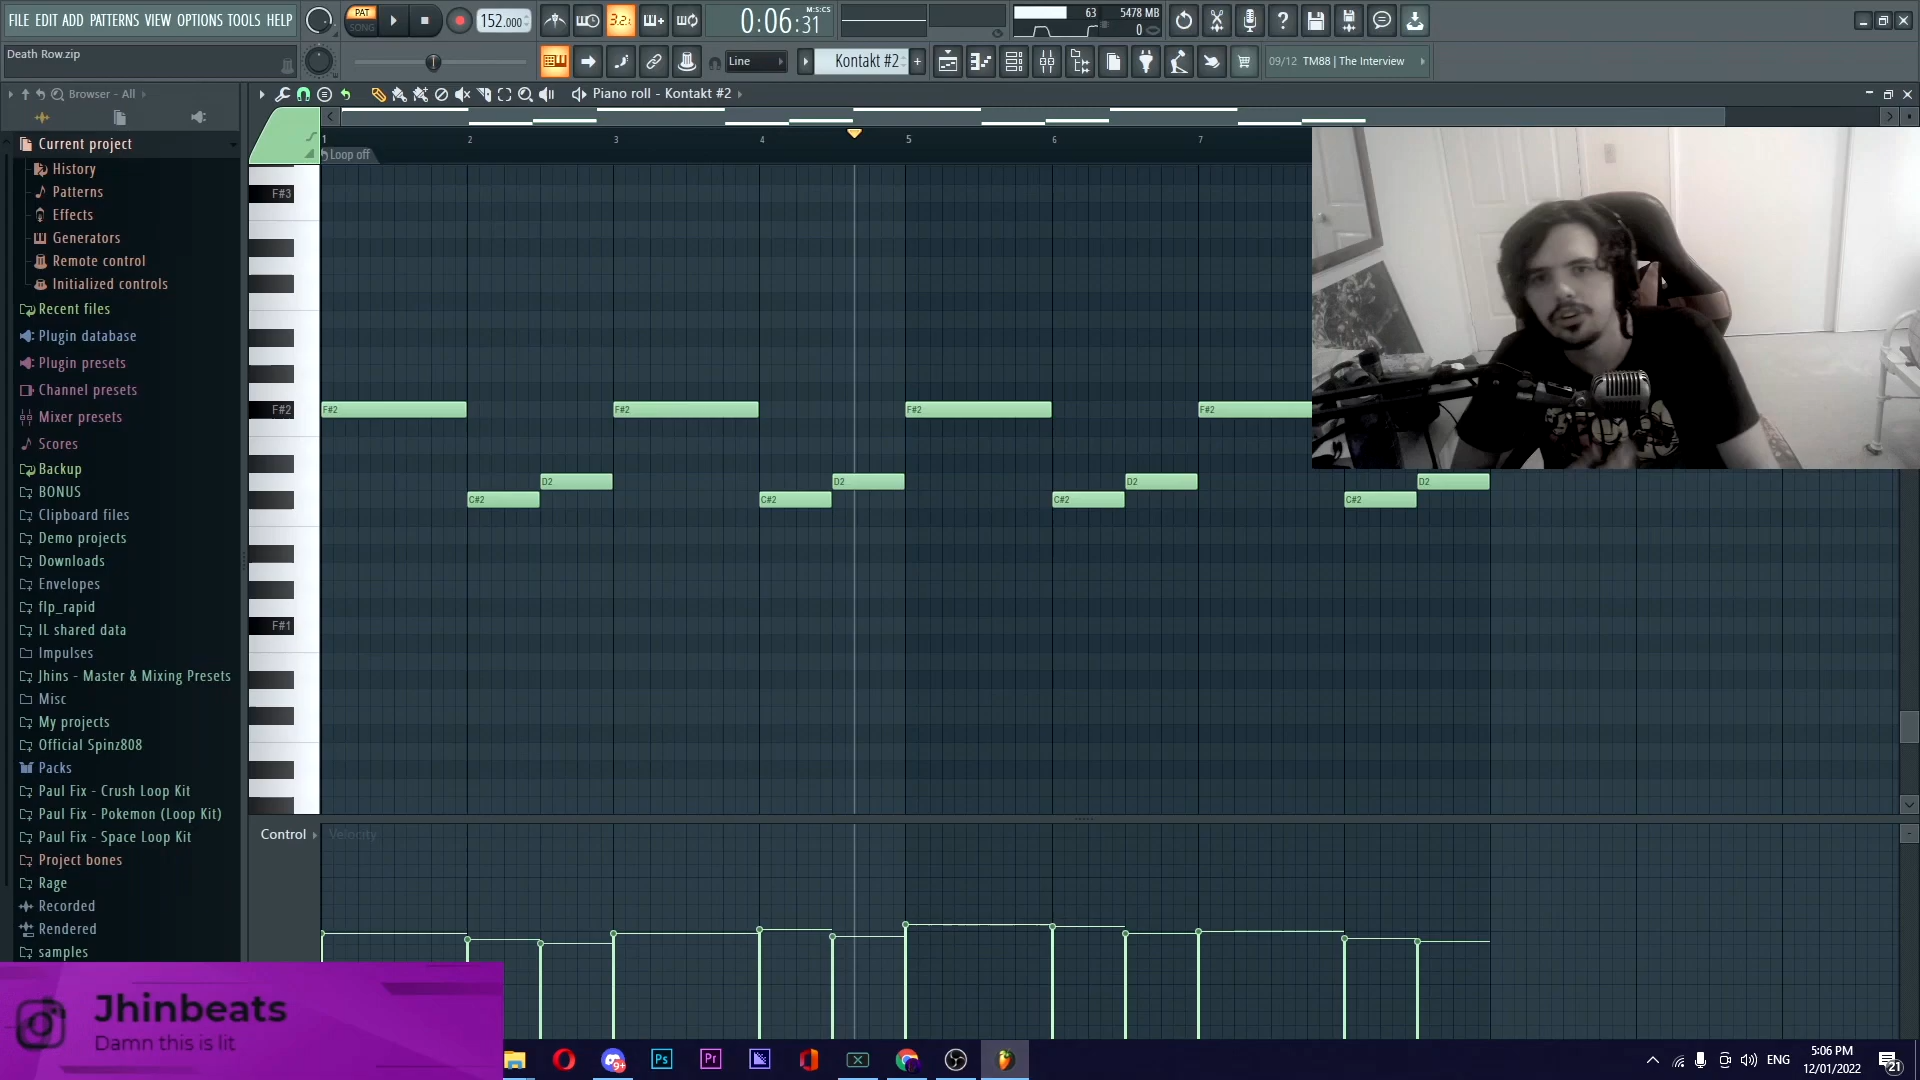 FILE EDIT ADD PATTERNS VIEW OPTIONS TOOLS HELP
PAT
SONG
152.000
3.2.
0:06:31
M:S:CS
63
5478 MB
0
Death Row.zip
Line
Kontakt #2
09/12 TM88 | The Interview
Browser - All
Piano roll - Kontakt #2
Current project
History
Patterns
Effects
Generators
Remote control
Initialized controls
Recent files
Plugin database
Plugin presets
Channel presets
Mixer presets
Scores
Backup
BONUS
Clipboard files
Demo projects
Downloads
Envelopes
flp_rapid
IL shared data
Impulses
Jhins - Master & Mixing Presets
Misc
My projects
Official Spinz808
Packs
Paul Fix - Crush Loop Kit
Paul Fix - Pokemon (Loop Kit)
Paul Fix - Space Loop Kit
Project bones
Rage
Recorded
Rendered
samples
1 2 3 4 5 6 7
Loop off
F#3
F#2 F#2 F#2 F#2 F#2
D2 D2 D2 D2
C#2 C#2 C#2 C#2
F#1
Control Velocity
Jhinbeats
Damn this is lit
9+
Ps
Pr
ENG
5:06 PM
12/01/2022
21